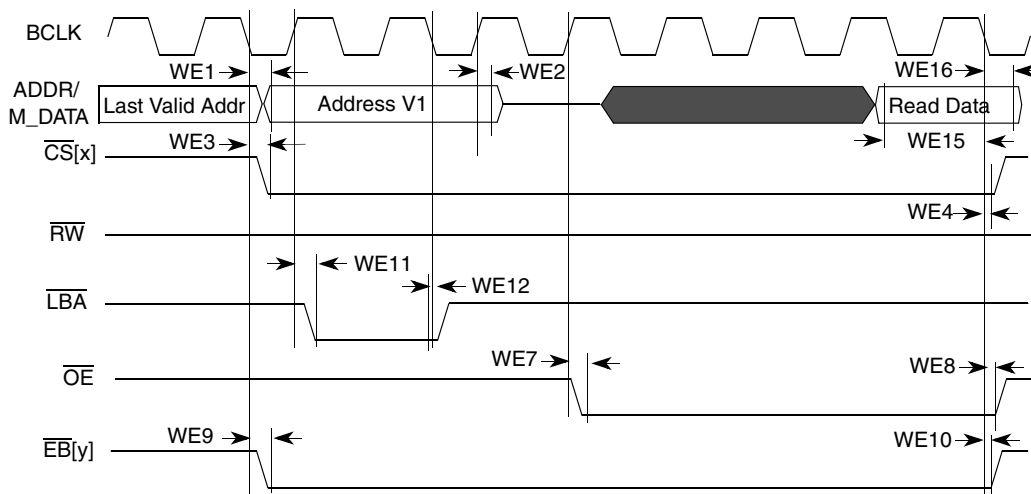 BCLK
WE1
WE2
WE16
ADDR/
M_DATA
Last Valid Addr
Address V1
Read Data
WE3
WE15
CS[x]
WE4
RW
WE11
WE12
LBA
WE7
WE8
OE
WE9
WE10
EB[y]